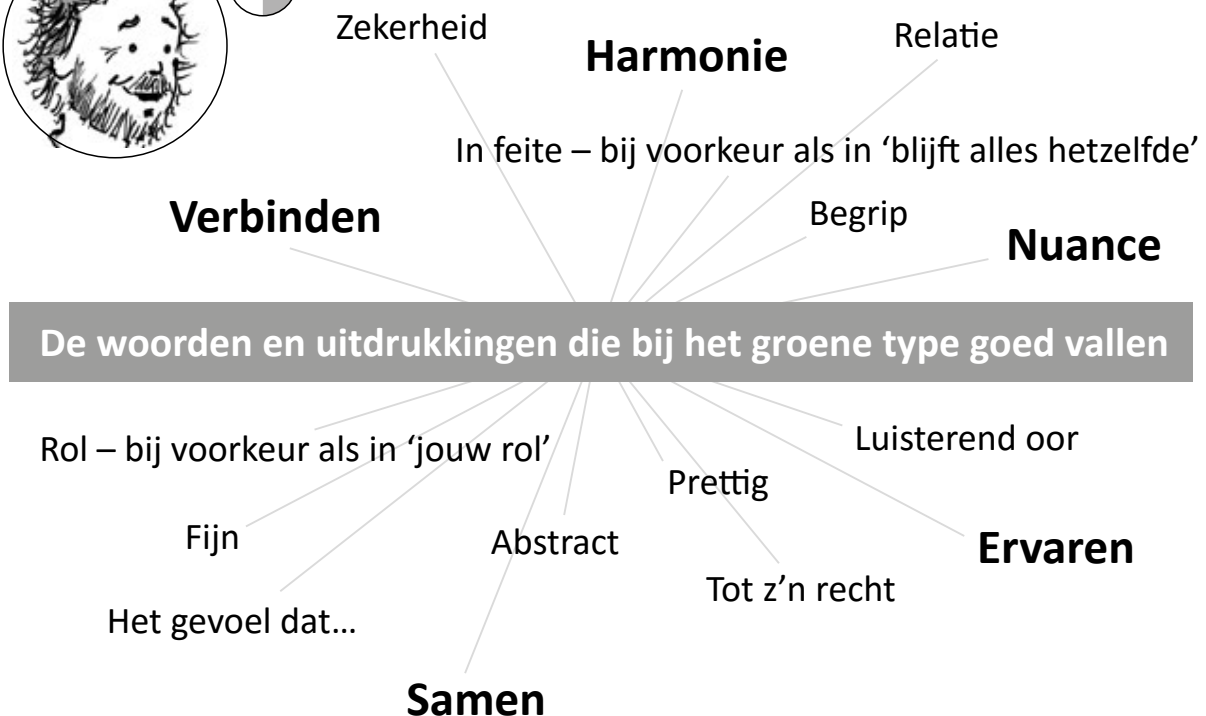 Zekerheid
Harmonie
Relatie
In feite – bij voorkeur als in ‘blijft alles hetzelfde’
Verbinden
Begrip
Nuance
De woorden en uitdrukkingen die bij het groene type goed vallen
Rol – bij voorkeur als in ‘jouw rol’
Luisterend oor
Prettig
Fijn
Abstract
Ervaren
Tot z’n recht
Het gevoel dat…
Samen